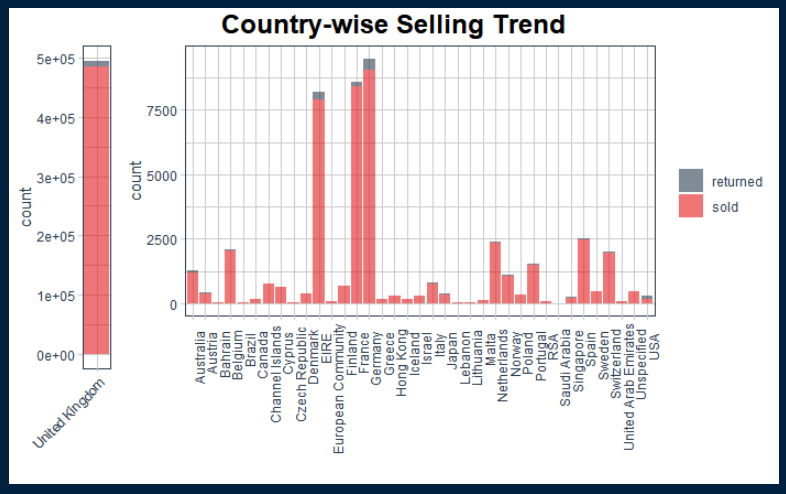 Country-wise Selling Trend
count
5e+05
4e+05
3e+05
2e+05
1e+05
0e+00
United Kingdom
count
7500
5000
2500
0
Australia
Austria
Bahrain
Belgium
Brazil
Canada
Channel Islands
Cyprus
Czech Republic
Denmark
EIRE
European Community
Finland
France
Germany
Greece
Hong Kong
Iceland
Israel
Italy
Japan
Lebanon
Lithuania
Malta
Netherlands
Norway
Poland
Portugal
RSA
Saudi Arabia
Singapore
Spain
Sweden
Switzerland
United Arab Emirates
Unspecified
USA
returned
sold